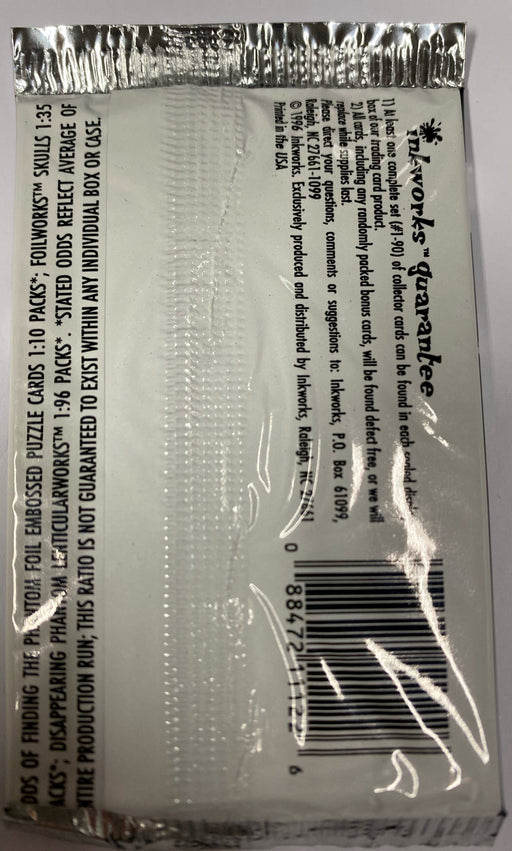 inkworks™ guarantee
1) At least one complete set (#1-90) of collector cards can be found in each sealed
box of our trading card product.
2) All cards, including any randomly packed bonus cards, will be found defect free, or we will
replace while supplies last.
Please direct your questions, comments or suggestions to: Inkworks, P.O. Box 61099,
Raleigh, NC 27661-1099
© 1996 Inkworks. Exclusively produced and distributed by Inkworks, Raleigh, NC 27661
Printed in the USA
0 88472 11122 6
DDS OF FINDING THE PHANTOM FOIL EMBOSSED PUZZLE CARDS 1:10 PACKS*; FOILWORKS™ SKULLS 1:35
ACKS*; DISAPPEARING PHANTOM LENTICULARWORKS™ 1:96 PACKS*. *STATED ODDS REFLECT AVERAGE OF
NTIRE PRODUCTION RUN; THIS RATIO IS NOT GUARANTEED TO EXIST WITHIN ANY INDIVIDUAL BOX OR CASE.